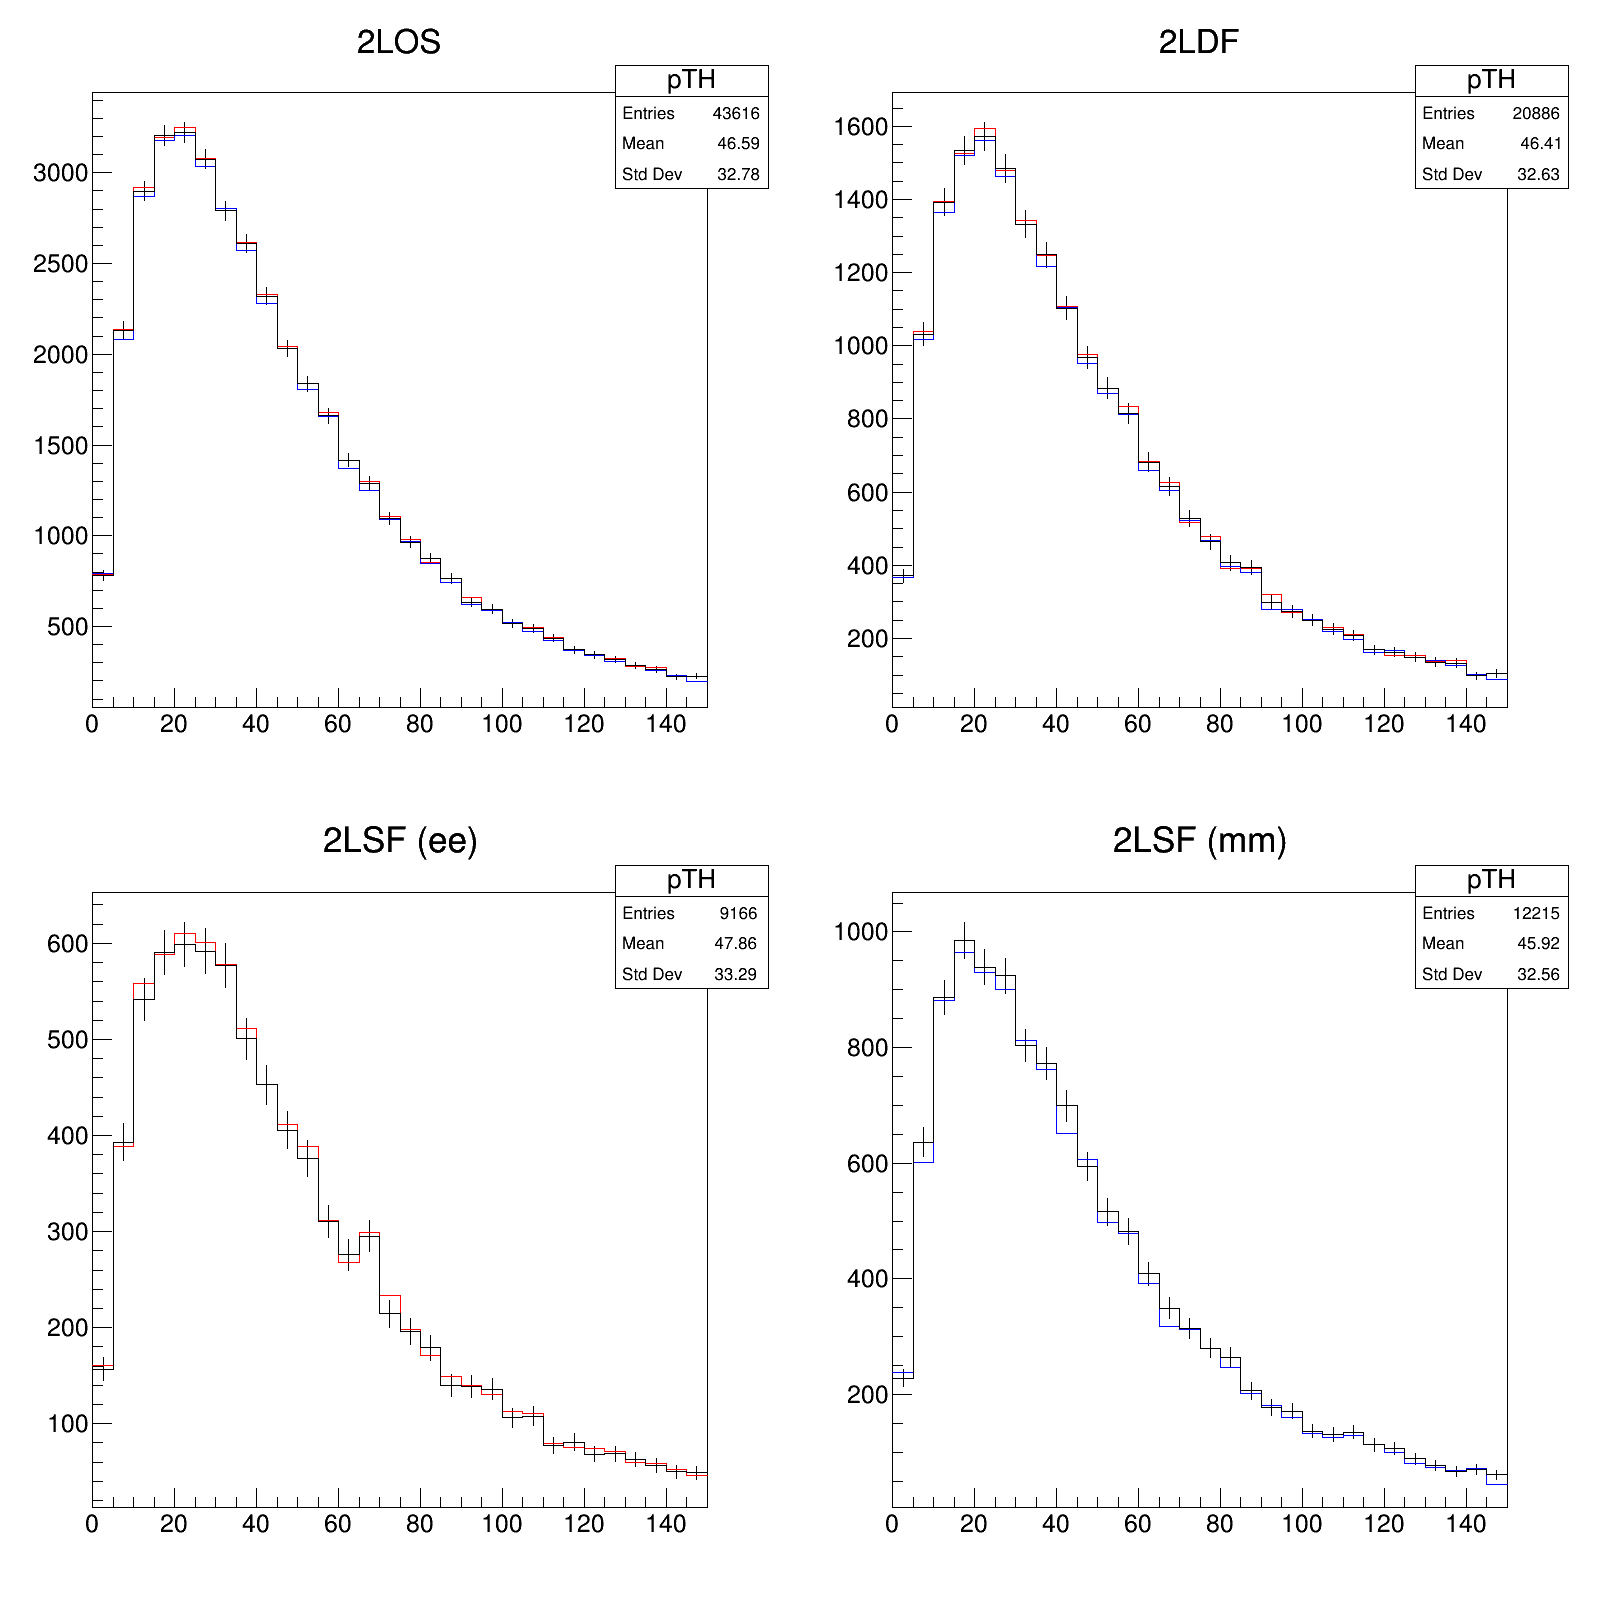 2LOS
pTH
Entries 43616
Mean 46.59
Std Dev 32.78
3000
2500
2000
1500
1000
500
0 20 40 60 80 100 120 140
2LDF
pTH
Entries 20886
Mean 46.41
Std Dev 32.63
1600
1400
1200
1000
800
600
400
200
0 20 40 60 80 100 120 140
2LSF (ee)
pTH
Entries 9166
Mean 47.86
Std Dev 33.29
600
500
400
300
200
100
0 20 40 60 80 100 120 140
2LSF (mm)
pTH
Entries 12215
Mean 45.92
Std Dev 32.56
1000
800
600
400
200
0 20 40 60 80 100 120 140